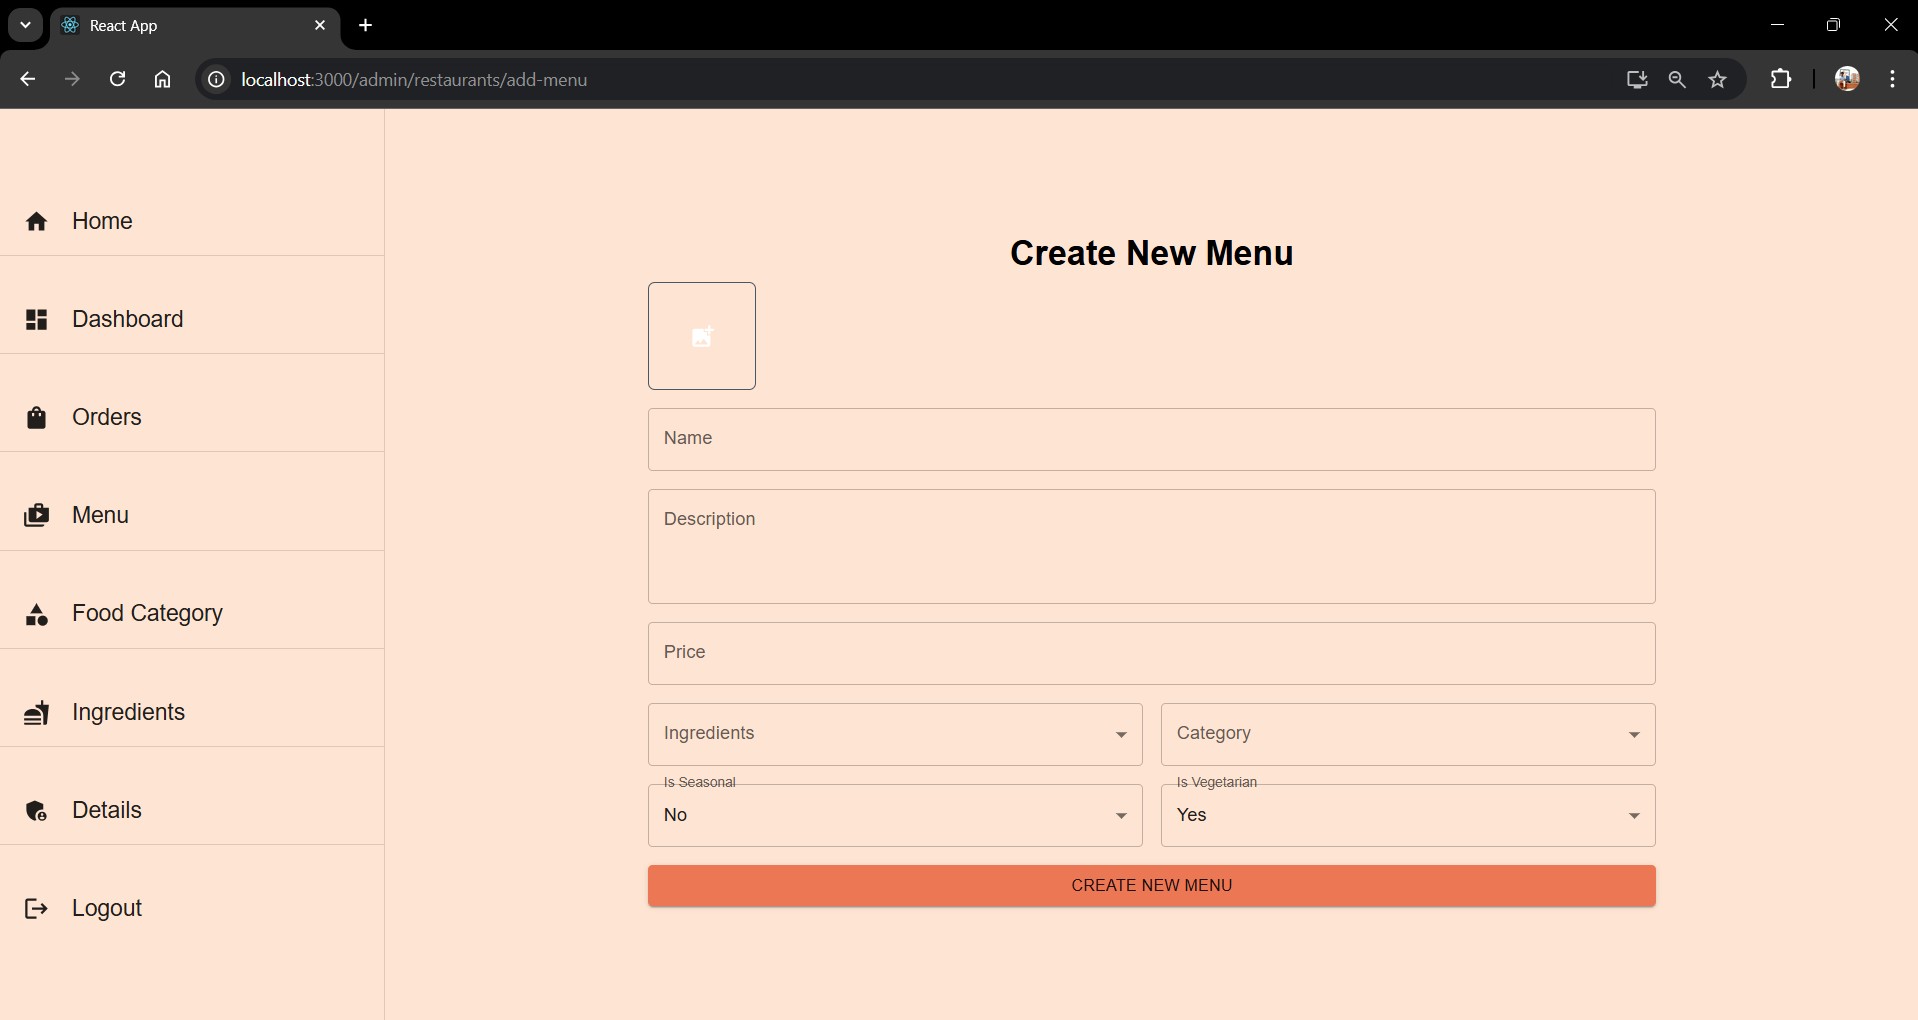 React App
localhost:3000/admin/restaurants/add-menu
Home
Dashboard
Orders
Menu
Food Category
Ingredients
Details
Logout
Create New Menu
Name
Description
Price
Ingredients
Category
Is Seasonal
Is Vegetarian
No
Yes
CREATE NEW MENU